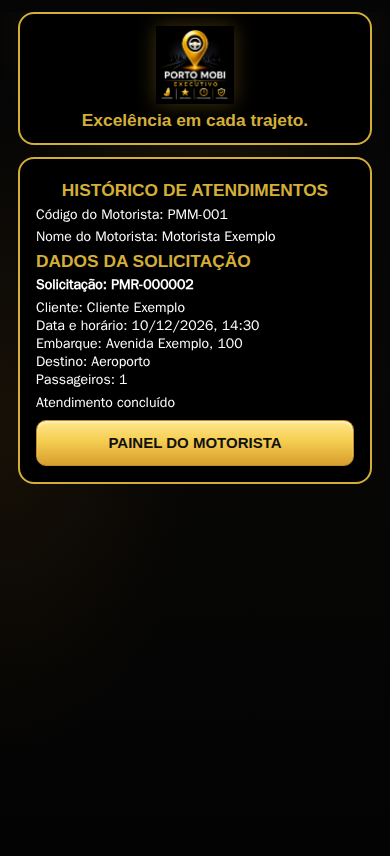 PORTO MOBI
EXECUTIVO
Excelência em cada trajeto.
HISTÓRICO DE ATENDIMENTOS
Código do Motorista: PMM-001
Nome do Motorista: Motorista Exemplo
DADOS DA SOLICITAÇÃO
Solicitação: PMR-000002
Cliente: Cliente Exemplo
Data e horário: 10/12/2026, 14:30
Embarque: Avenida Exemplo, 100
Destino: Aeroporto
Passageiros: 1
Atendimento concluído
PAINEL DO MOTORISTA